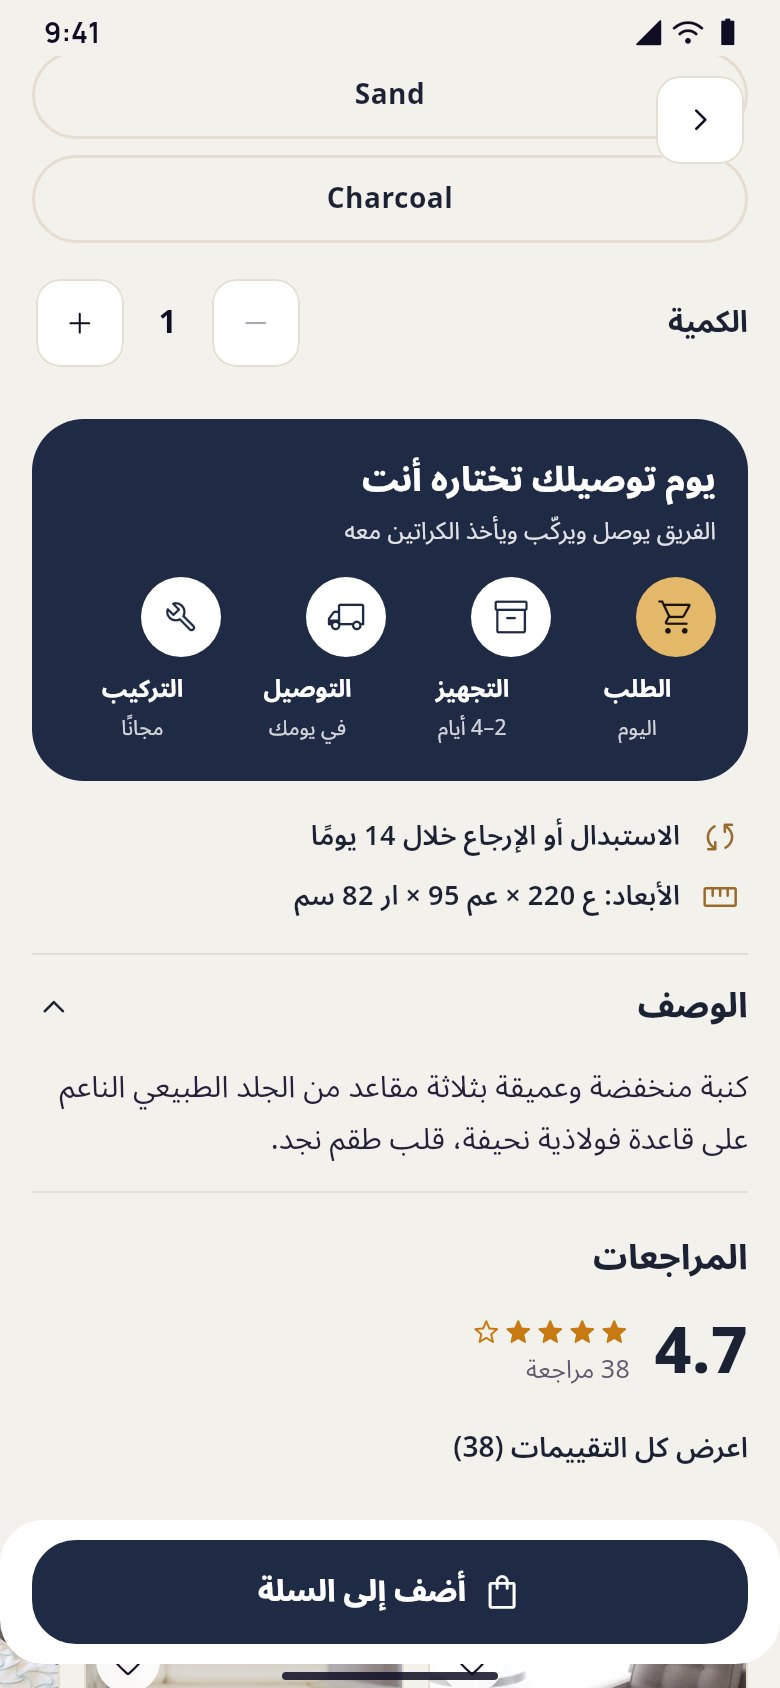 9:41
Sand
Charcoal
الكمية
1
يوم توصيلك تختاره أنت
الفريق يوصل ويركّب ويأخذ الكراتين معه
الطلب
اليوم
التجهيز
2–4 أيام
التوصيل
في يومك
التركيب
مجانًا
الاستبدال أو الإرجاع خلال 14 يومًا
الأبعاد: ع 220 × عم 95 × ار 82 سم
الوصف
كنبة منخفضة وعميقة بثلاثة مقاعد من الجلد الطبيعي الناعم
على قاعدة فولاذية نحيفة، قلب طقم نجد.
المراجعات
4.7
38 مراجعة
اعرض كل التقييمات (38)
أضف إلى السلة